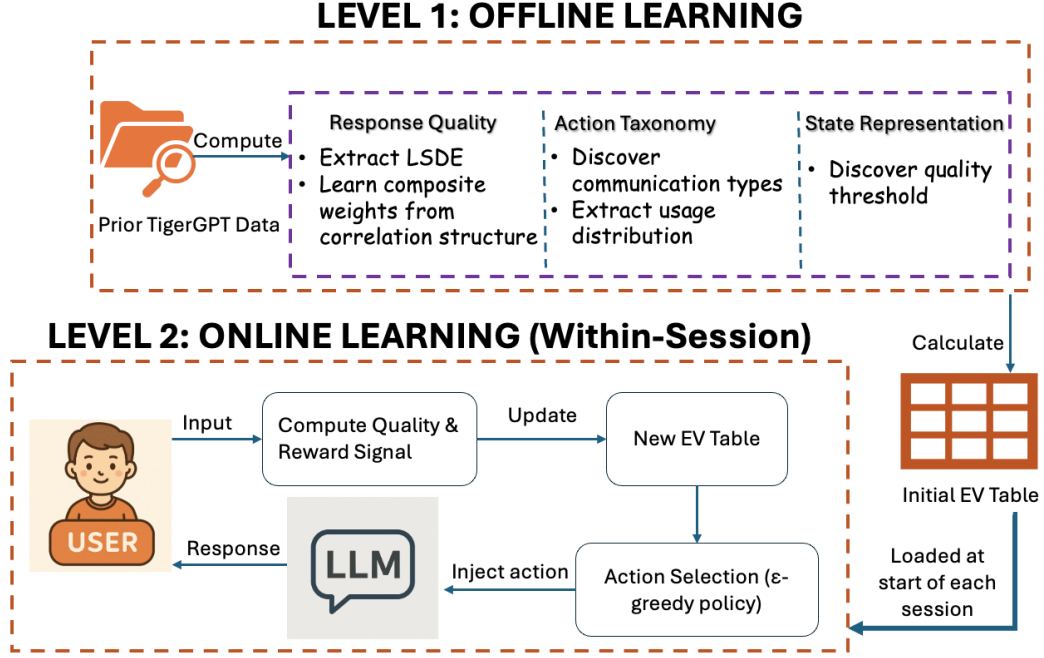 LEVEL 1: OFFLINE LEARNING
Compute
Prior TigerGPT Data
Response Quality
• Extract LSDE
• Learn composite
weights from
correlation structure
Action Taxonomy
• Discover
communication types
• Extract usage
distribution
State Representation
• Discover quality
threshold
LEVEL 2: ONLINE LEARNING (Within-Session)
Calculate
Initial EV Table
Loaded at
start of each
session
USER
Input
Compute Quality &
Reward Signal
Update
New EV Table
Action Selection (ε-
greedy policy)
Inject action
LLM
Response